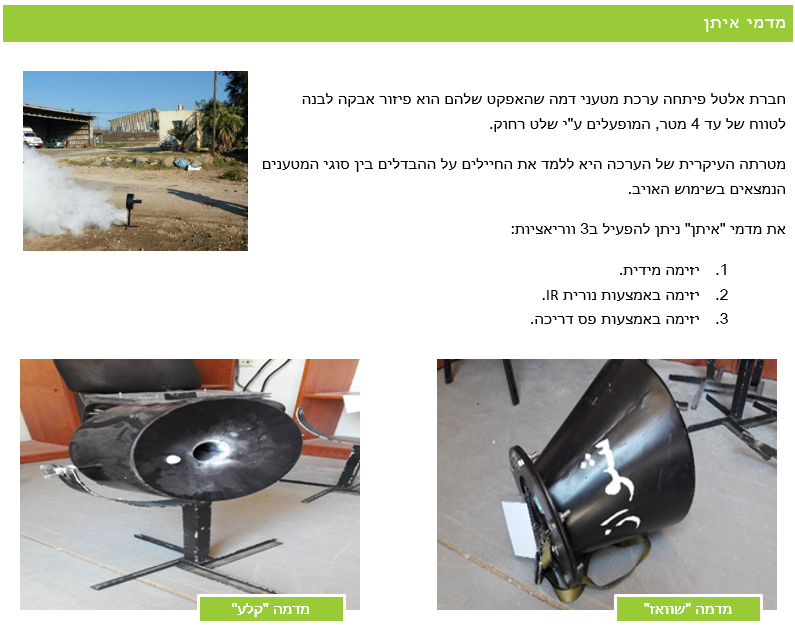 מדמי איתן
חברת אלטל פיתחה ערכת מטעני דמה שהאפקט שלהם הוא פיזור אבקה לבנה
לטווח של עד 4 מטר, המופעלים ע"י שלט רחוק.
מטרתה העיקרית של הערכה היא ללמד את החיילים על ההבדלים בין סוגי המטענים
הנמצאים בשימוש האויב.
את מדמי "איתן" ניתן להפעיל ב3 ווריאציות:
1. יזימה מידית.
2. יזימה באמצעות נורית IR.
3. יזימה באמצעות פס דריכה.
شواز
מדמה "שוואז"
מדמה "קלע"